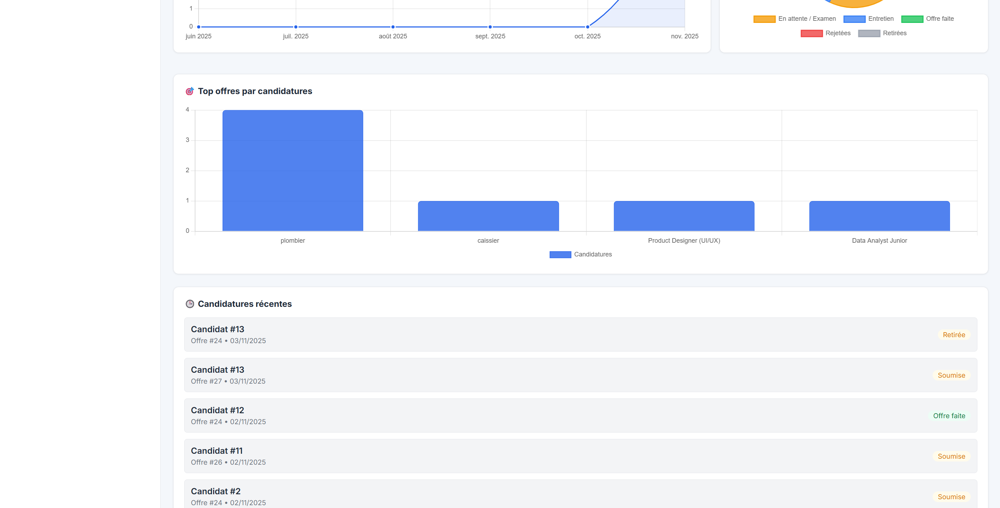 1
0
juin 2025 juil. 2025 août 2025 sept. 2025 oct. 2025 nov. 2025
En attente / Examen Entretien Offre faite
Rejetées Retirées
Top offres par candidatures
4
3
2
1
0
plombier caissier Product Designer (UI/UX) Data Analyst Junior
Candidatures
Candidatures récentes
Candidat #13
Offre #24 • 03/11/2025
Retirée
Candidat #13
Offre #27 • 03/11/2025
Soumise
Candidat #12
Offre #24 • 02/11/2025
Offre faite
Candidat #11
Offre #26 • 02/11/2025
Soumise
Candidat #2
Offre #24 • 02/11/2025
Soumise